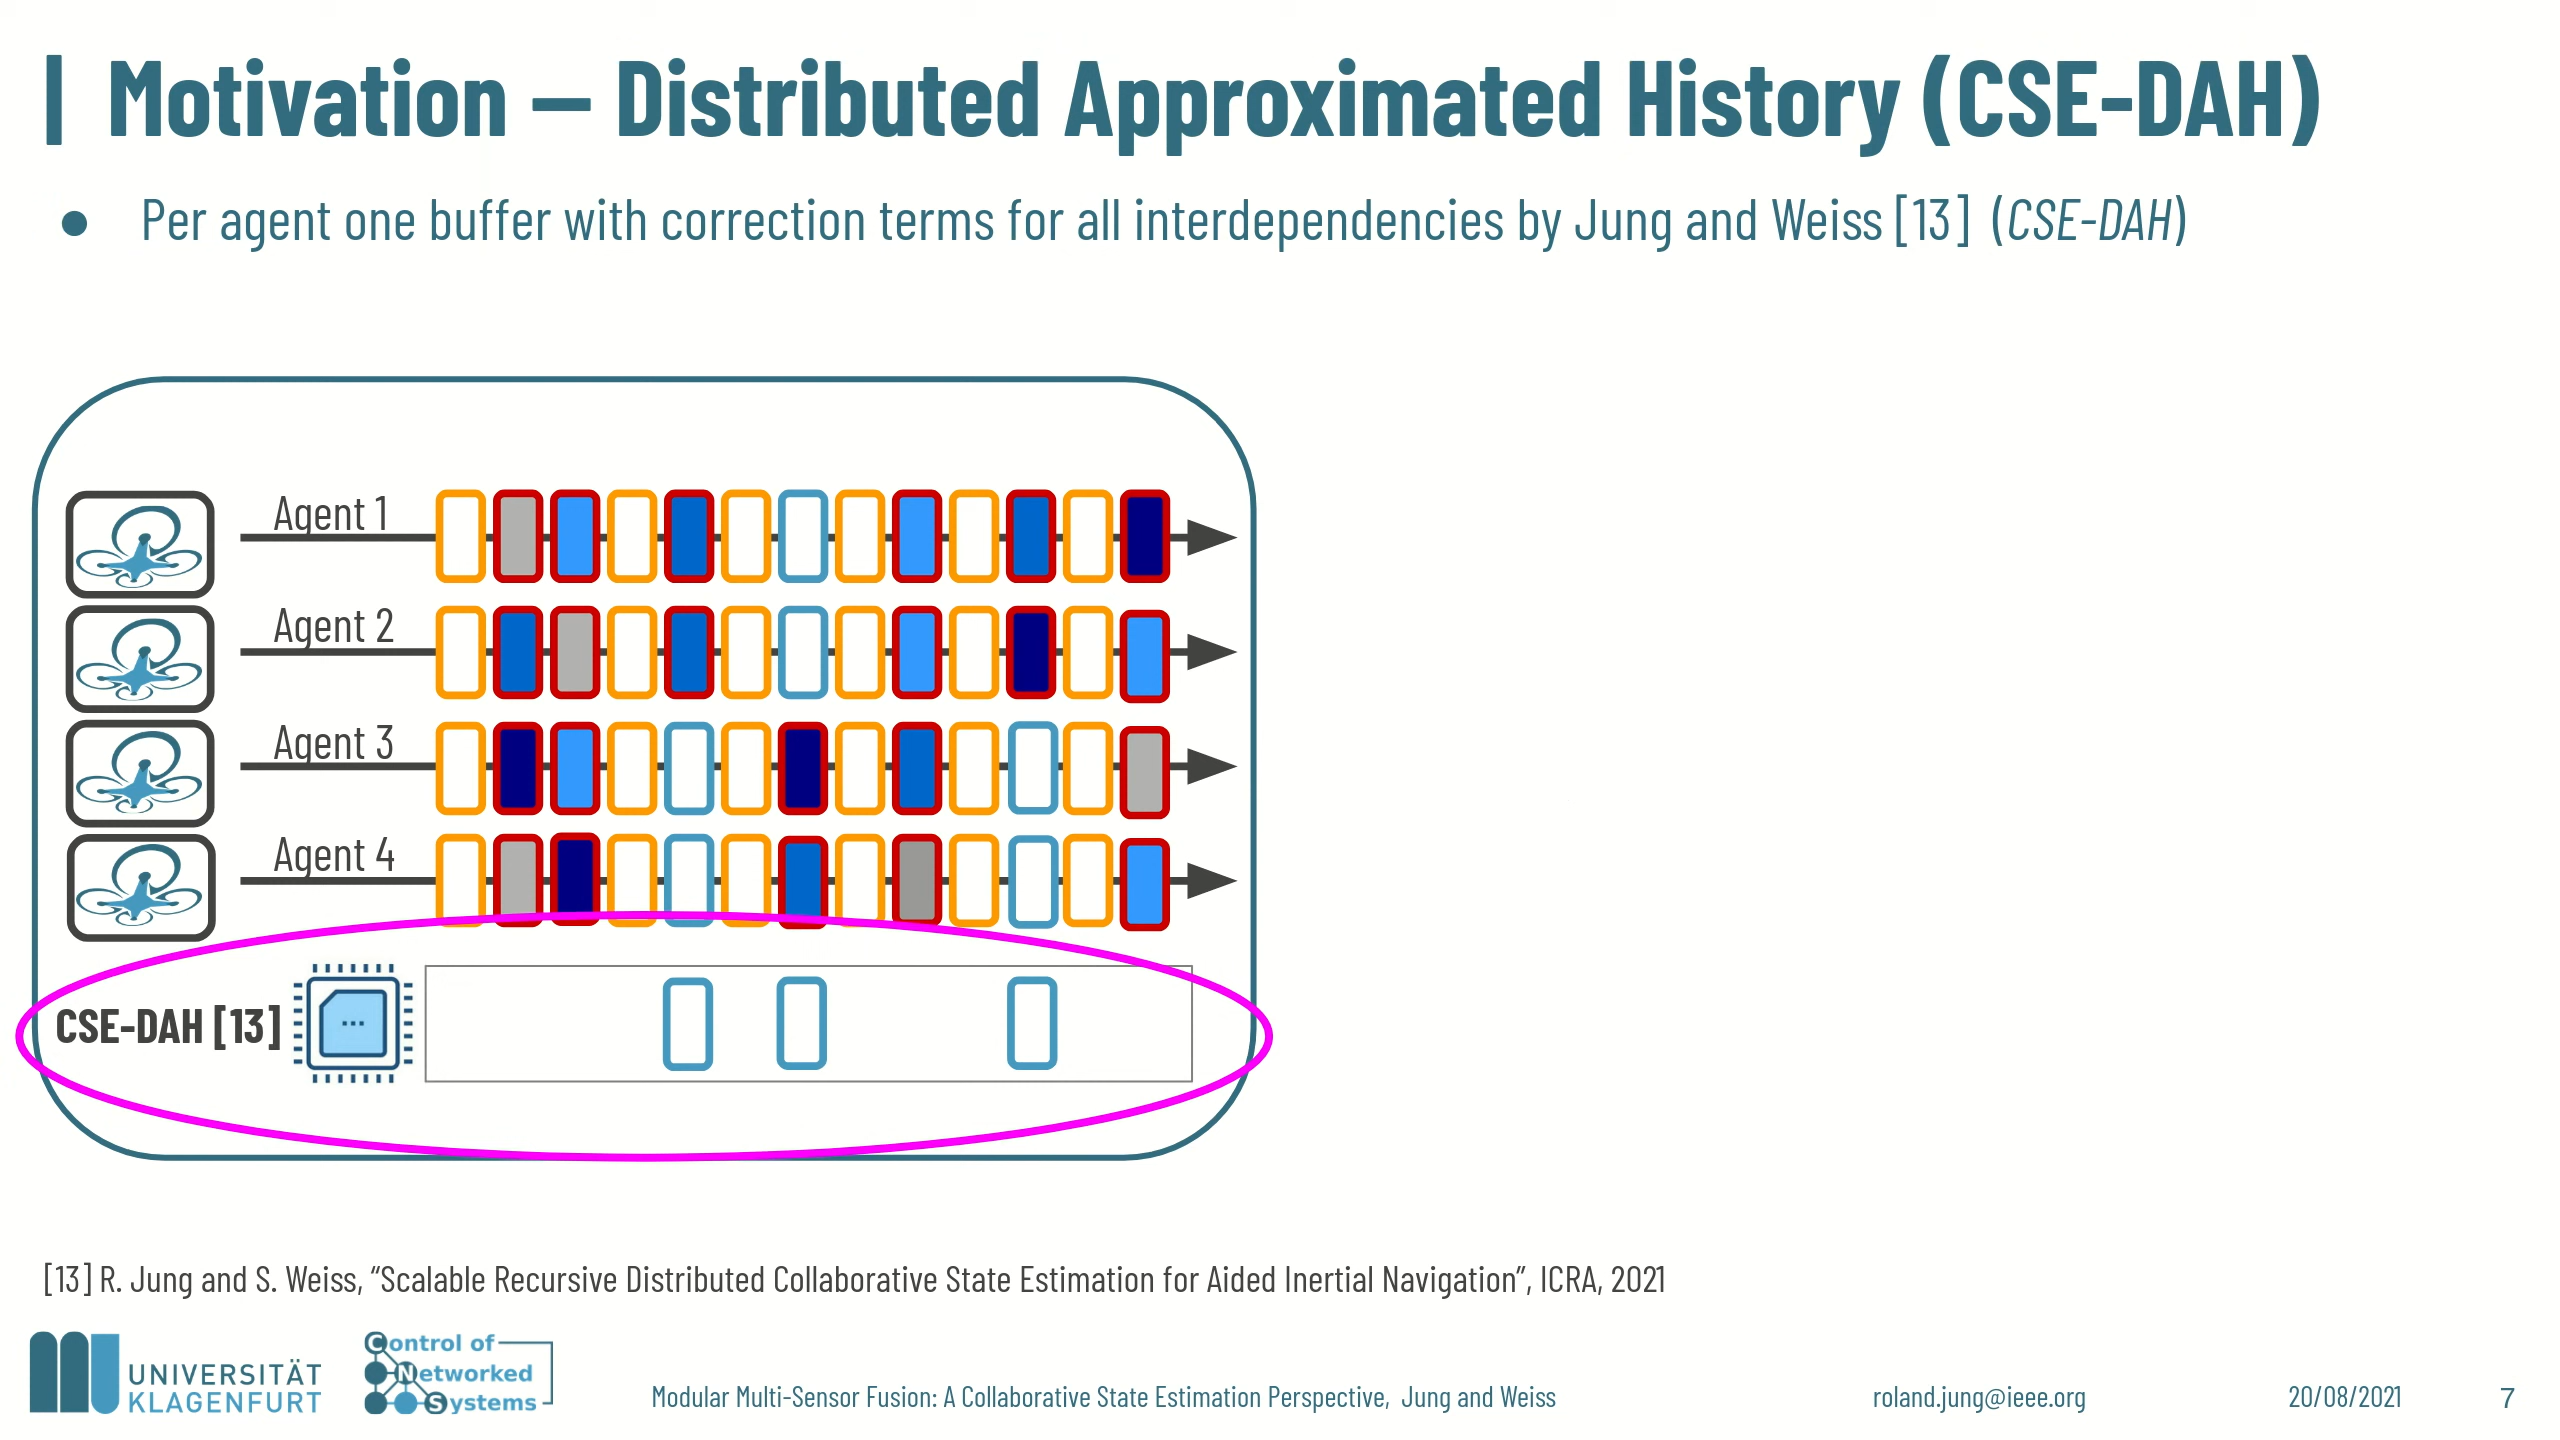 Motivation — Distributed Approximated History (CSE-DAH)
● Per agent one buffer with correction terms for all interdependencies by Jung and Weiss [13] (CSE-DAH)
Agent 1
Agent 2
Agent 3
Agent 4
CSE-DAH [13]
[13] R. Jung and S. Weiss, “Scalable Recursive Distributed Collaborative State Estimation for Aided Inertial Navigation”, ICRA, 2021
UNIVERSITÄT
KLAGENFURT
Control of
Networked
Systems
Modular Multi-Sensor Fusion: A Collaborative State Estimation Perspective, Jung and Weiss
roland.jung@ieee.org
20/08/2021
7